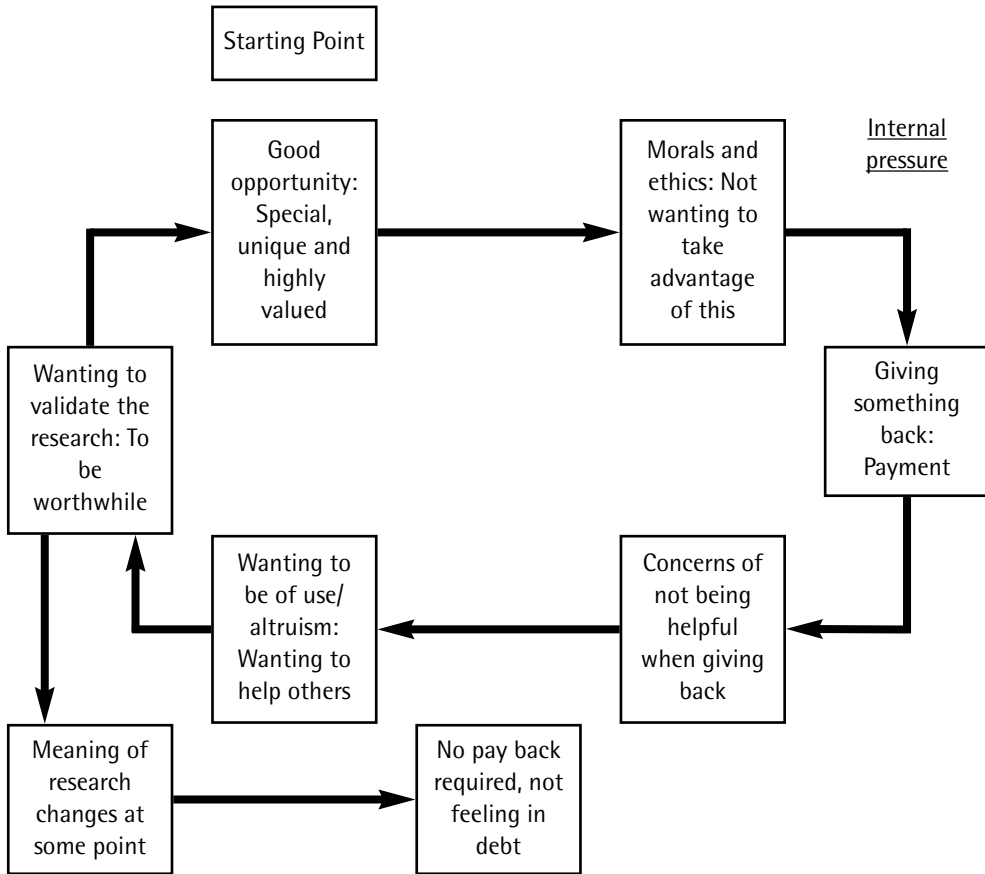 Starting Point
Good
opportunity:
Special,
unique and
highly
valued
Morals and
ethics: Not
wanting to
take
advantage
of this
Internal
pressure
Giving
something
back:
Payment
Concerns of
not being
helpful
when giving
back
Wanting to
be of use/
altruism:
Wanting to
help others
Wanting to
validate the
research: To
be
worthwhile
Meaning of
research
changes at
some point
No pay back
required, not
feeling in
debt